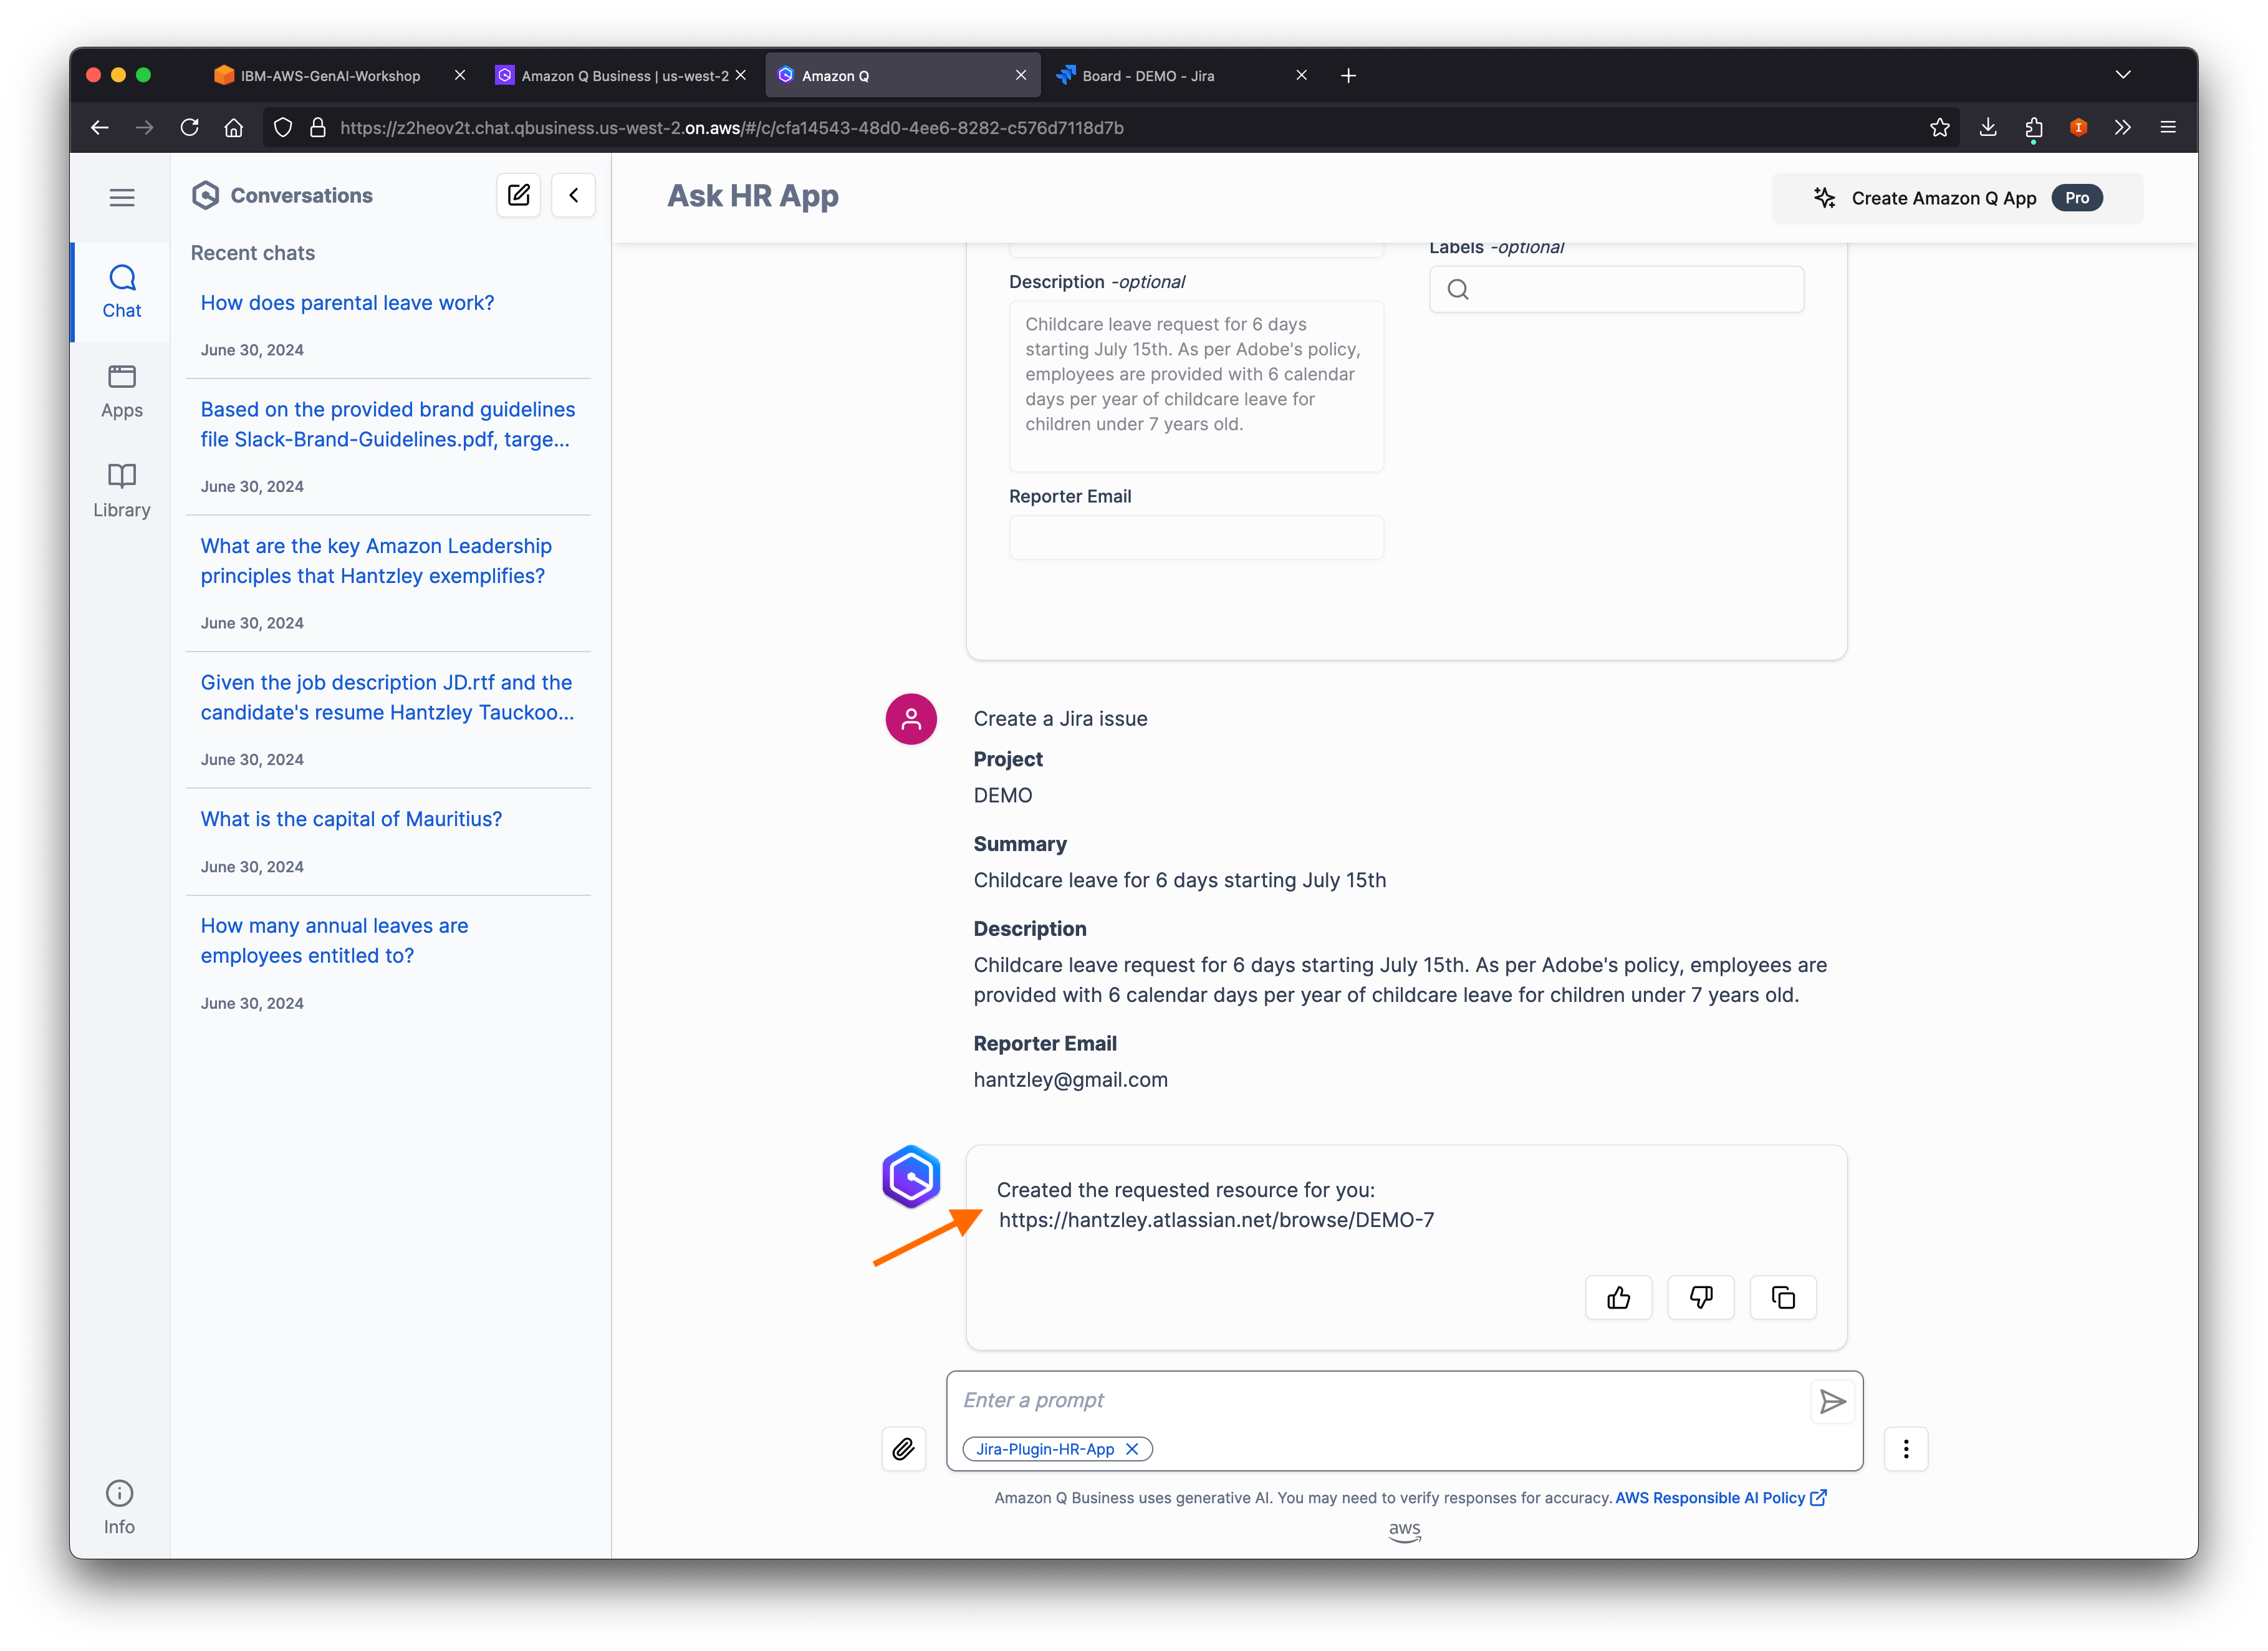 IBM-AWS-GenAI-Workshop
Amazon Q Business | us-west-2
Amazon Q
Board - DEMO - Jira
https://z2heov2t.chat.qbusiness.us-west-2.on.aws/#/c/cfa14543-48d0-4ee6-8282-c576d7118d7b
Chat
Apps
Library
Info
Conversations
Recent chats
How does parental leave work?
June 30, 2024
Based on the provided brand guidelines
file Slack-Brand-Guidelines.pdf, targe...
June 30, 2024
What are the key Amazon Leadership
principles that Hantzley exemplifies?
June 30, 2024
Given the job description JD.rtf and the
candidate's resume Hantzley Tauckoo...
June 30, 2024
What is the capital of Mauritius?
June 30, 2024
How many annual leaves are
employees entitled to?
June 30, 2024
Ask HR App
Create Amazon Q App Pro
Labels -optional
Description -optional
Childcare leave request for 6 days
starting July 15th. As per Adobe's policy,
employees are provided with 6 calendar
days per year of childcare leave for
children under 7 years old.
Reporter Email
Create a Jira issue
Project
DEMO
Summary
Childcare leave for 6 days starting July 15th
Description
Childcare leave request for 6 days starting July 15th. As per Adobe's policy, employees are
provided with 6 calendar days per year of childcare leave for children under 7 years old.
Reporter Email
hantzley@gmail.com
Created the requested resource for you:
https://hantzley.atlassian.net/browse/DEMO-7
Enter a prompt
Jira-Plugin-HR-App
Amazon Q Business uses generative AI. You may need to verify responses for accuracy. AWS Responsible AI Policy
aws